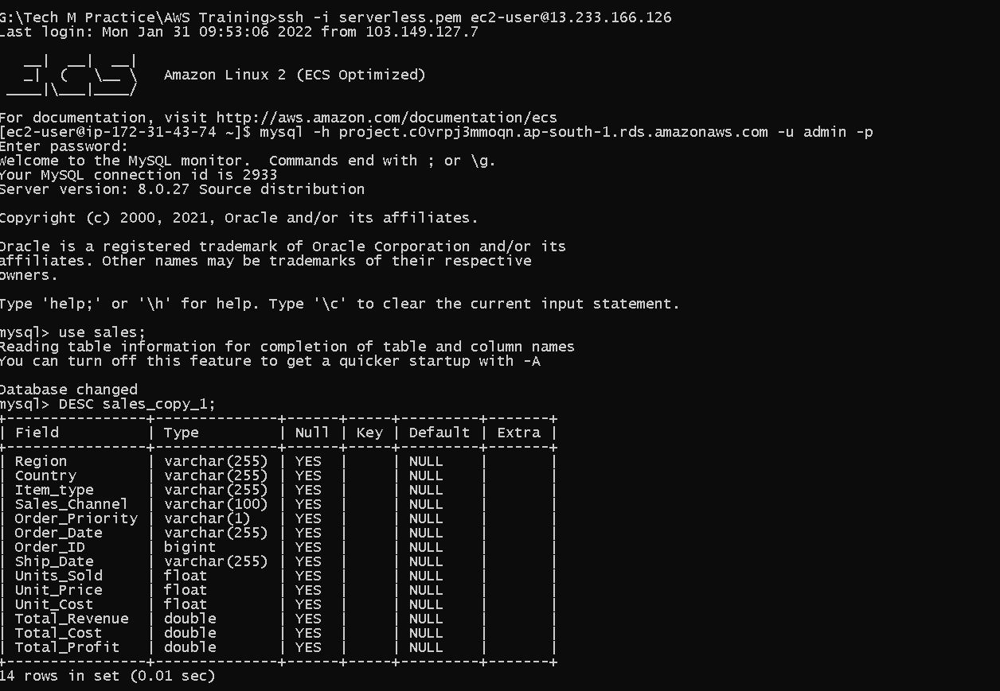 G:\Tech M Practice\AWS Training>ssh -i serverless.pem ec2-user@13.233.166.126
Last login: Mon Jan 31 09:53:06 2022 from 103.149.127.7
   __|  __|  __|
   _|  (   \__ \   Amazon Linux 2 (ECS Optimized)
 ____|\___|____/
For documentation, visit http://aws.amazon.com/documentation/ecs
[ec2-user@ip-172-31-43-74 ~]$ mysql -h project.c0vrpj3mmoqn.ap-south-1.rds.amazonaws.com -u admin -p
Enter password:
Welcome to the MySQL monitor.  Commands end with ; or \g.
Your MySQL connection id is 2933
Server version: 8.0.27 Source distribution
Copyright (c) 2000, 2021, Oracle and/or its affiliates.
Oracle is a registered trademark of Oracle Corporation and/or its
affiliates. Other names may be trademarks of their respective
owners.
Type 'help;' or '\h' for help. Type '\c' to clear the current input statement.
mysql> use sales;
Reading table information for completion of table and column names
You can turn off this feature to get a quicker startup with -A
Database changed
mysql> DESC sales_copy_1;
+----------------+--------------+------+-----+---------+-------+
| Field          | Type         | Null | Key | Default | Extra |
+----------------+--------------+------+-----+---------+-------+
| Region         | varchar(255) | YES  |     | NULL    |       |
| Country        | varchar(255) | YES  |     | NULL    |       |
| Item_type      | varchar(255) | YES  |     | NULL    |       |
| Sales_Channel  | varchar(100) | YES  |     | NULL    |       |
| Order_Priority | varchar(1)   | YES  |     | NULL    |       |
| Order_Date     | varchar(255) | YES  |     | NULL    |       |
| Order_ID       | bigint       | YES  |     | NULL    |       |
| Ship_Date      | varchar(255) | YES  |     | NULL    |       |
| Units_Sold     | float        | YES  |     | NULL    |       |
| Unit_Price     | float        | YES  |     | NULL    |       |
| Unit_Cost      | float        | YES  |     | NULL    |       |
| Total_Revenue  | double       | YES  |     | NULL    |       |
| Total_Cost     | double       | YES  |     | NULL    |       |
| Total_Profit   | double       | YES  |     | NULL    |       |
+----------------+--------------+------+-----+---------+-------+
14 rows in set (0.01 sec)